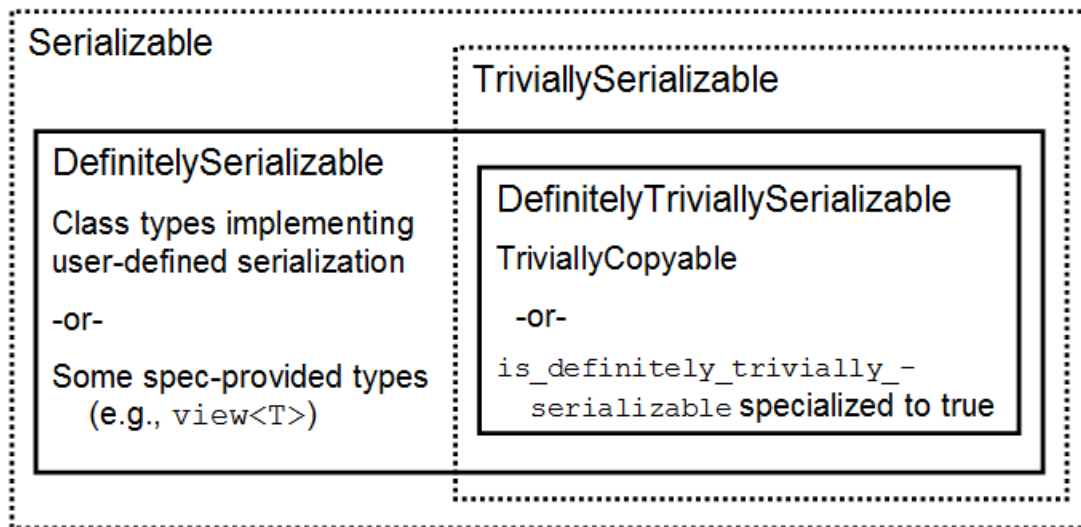 Serializable
TriviallySerializable
DefinitelySerializable
Class types implementing
user-defined serialization
-or-
Some spec-provided types
(e.g., view<T>)
DefinitelyTriviallySerializable
TriviallyCopyable
-or-
is_definitely_trivially_-
serializable specialized to true